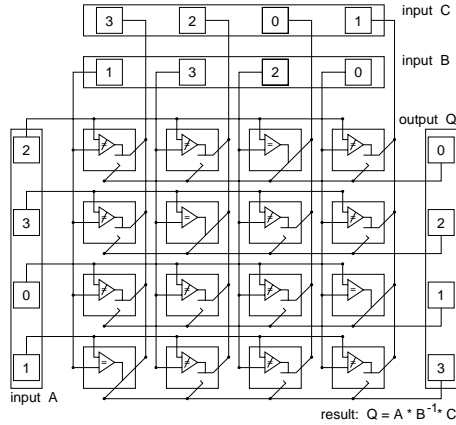 3 2 0 1 input C
1 3 2 0 input B
output Q
2 ≠ ≠ = ≠ 0
3 ≠ = ≠ ≠ 2
0 ≠ ≠ ≠ = 1
1 = ≠ ≠ ≠ 3
input A
result: Q = A * B⁻¹* C